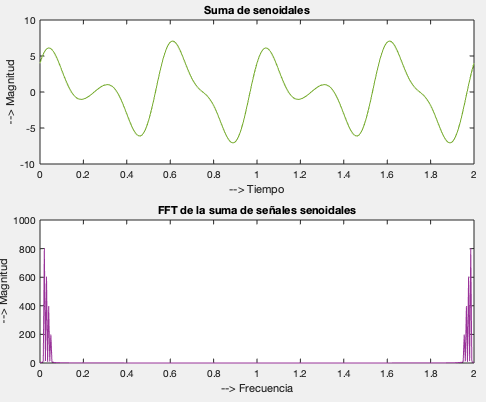 Suma de senoidales
10
5
0
-5
-10
--> Magnitud
0 0.2 0.4 0.6 0.8 1 1.2 1.4 1.6 1.8 2
--> Tiempo
FFT de la suma de señales senoidales
1000
800
600
400
200
0
--> Magnitud
0 0.2 0.4 0.6 0.8 1 1.2 1.4 1.6 1.8 2
--> Frecuencia